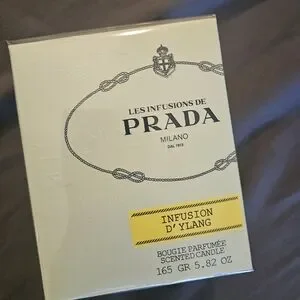 LES INFUSIONS DE
PRADA
MILANO
DAL 1913
INFUSION
D'YLANG
BOUGIE PARFUMÉE
SCENTED CANDLE
165 GR 5.82 OZ